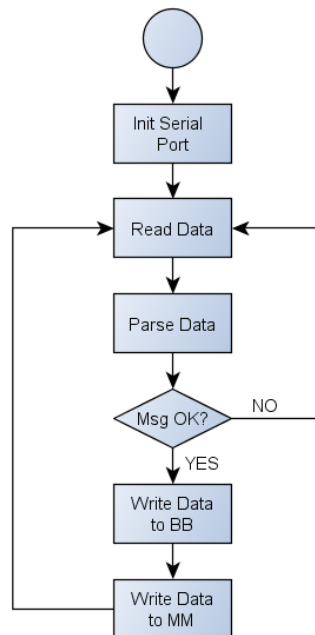 Init Serial
Port
Read Data
Parse Data
Msg OK?
NO
YES
Write Data
to BB
Write Data
to MM